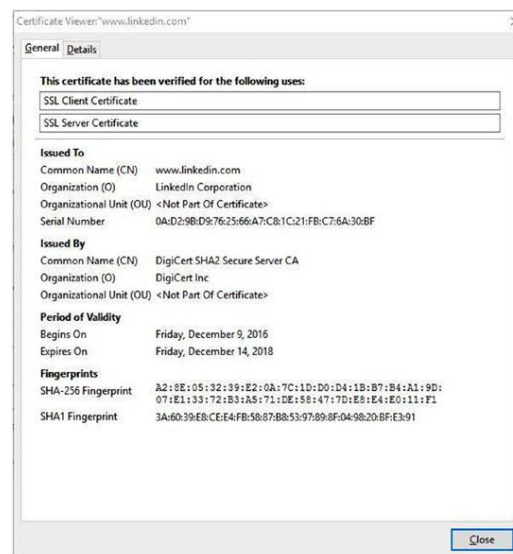 Certificate Viewer:"www.linkedin.com"
General Details
This certificate has been verified for the following uses:
SSL Client Certificate
SSL Server Certificate
Issued To
Common Name (CN) www.linkedin.com
Organization (O) LinkedIn Corporation
Organizational Unit (OU) <Not Part Of Certificate>
Serial Number 0A:D2:9B:D9:76:25:66:A7:C8:1C:21:FB:C7:6A:30:BF
Issued By
Common Name (CN) DigiCert SHA2 Secure Server CA
Organization (O) DigiCert Inc
Organizational Unit (OU) <Not Part Of Certificate>
Period of Validity
Begins On Friday, December 9, 2016
Expires On Friday, December 14, 2018
Fingerprints
SHA-256 Fingerprint A2:8E:05:32:39:E2:0A:7C:1D:D0:D4:1B:B7:B4:A1:9D:
07:E1:33:72:B3:A5:71:DE:58:47:7D:E8:E4:E0:11:F1
SHA1 Fingerprint 3A:60:39:E8:CE:E4:FB:58:87:B8:53:97:89:8F:04:98:20:BF:E3:91
Close